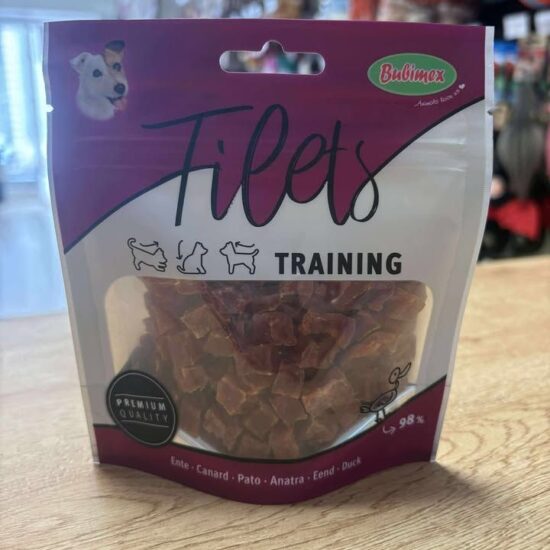 Bubimex
Animals love us
Filets
TRAINING
PREMIUM
QUALITY
98%
Ente · Canard · Pato · Anatra · Eend · Duck